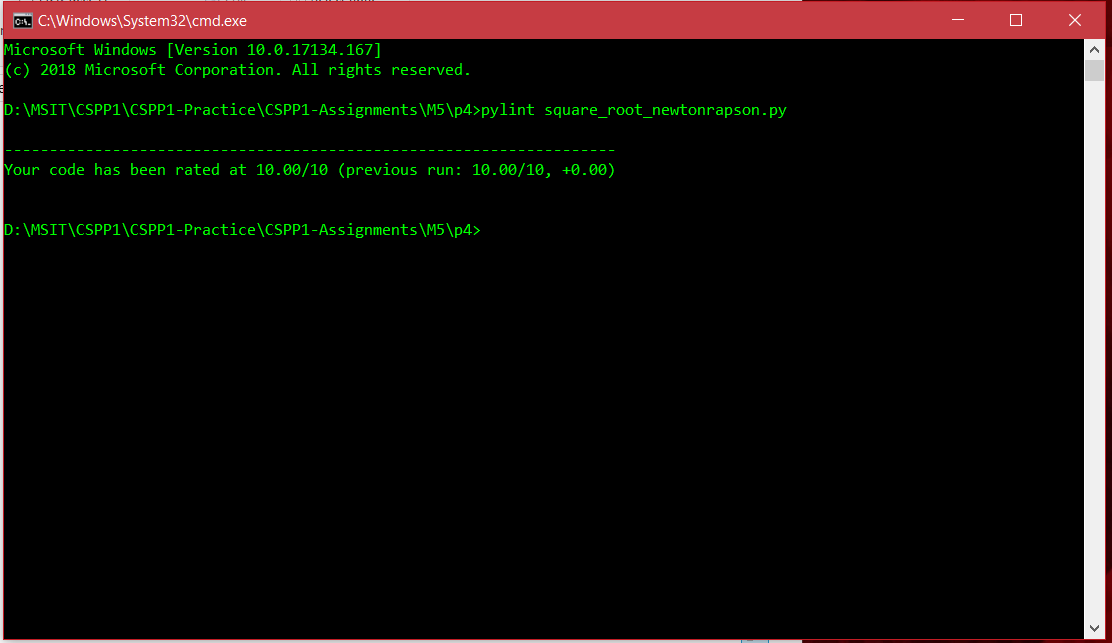 C:\Windows\System32\cmd.exe
Microsoft Windows [Version 10.0.17134.167]
(c) 2018 Microsoft Corporation. All rights reserved.
D:\MSIT\CSPP1\CSPP1-Practice\CSPP1-Assignments\M5\p4>pylint square_root_newtonrapson.py
--------------------------------------------------------------------
Your code has been rated at 10.00/10 (previous run: 10.00/10, +0.00)
D:\MSIT\CSPP1\CSPP1-Practice\CSPP1-Assignments\M5\p4>